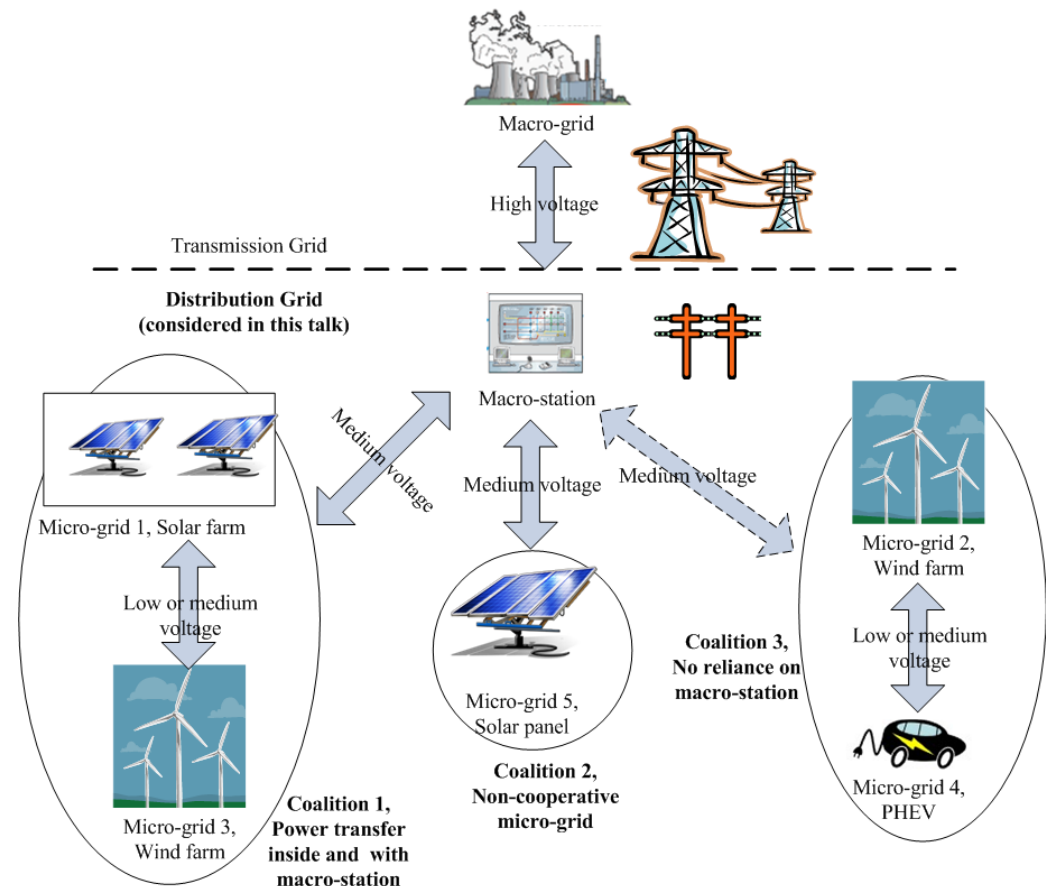 Macro-grid
High voltage
Transmission Grid
Distribution Grid
(considered in this talk)
Macro-station
Medium voltage
Medium voltage
Medium voltage
Micro-grid 1, Solar farm
Low or medium
voltage
Micro-grid 3,
Wind farm
Coalition 1,
Power transfer
inside and with
macro-station
Micro-grid 5,
Solar panel
Coalition 2,
Non-cooperative
micro-grid
Coalition 3,
No reliance on
macro-station
Micro-grid 2,
Wind farm
Low or medium
voltage
Micro-grid 4,
PHEV